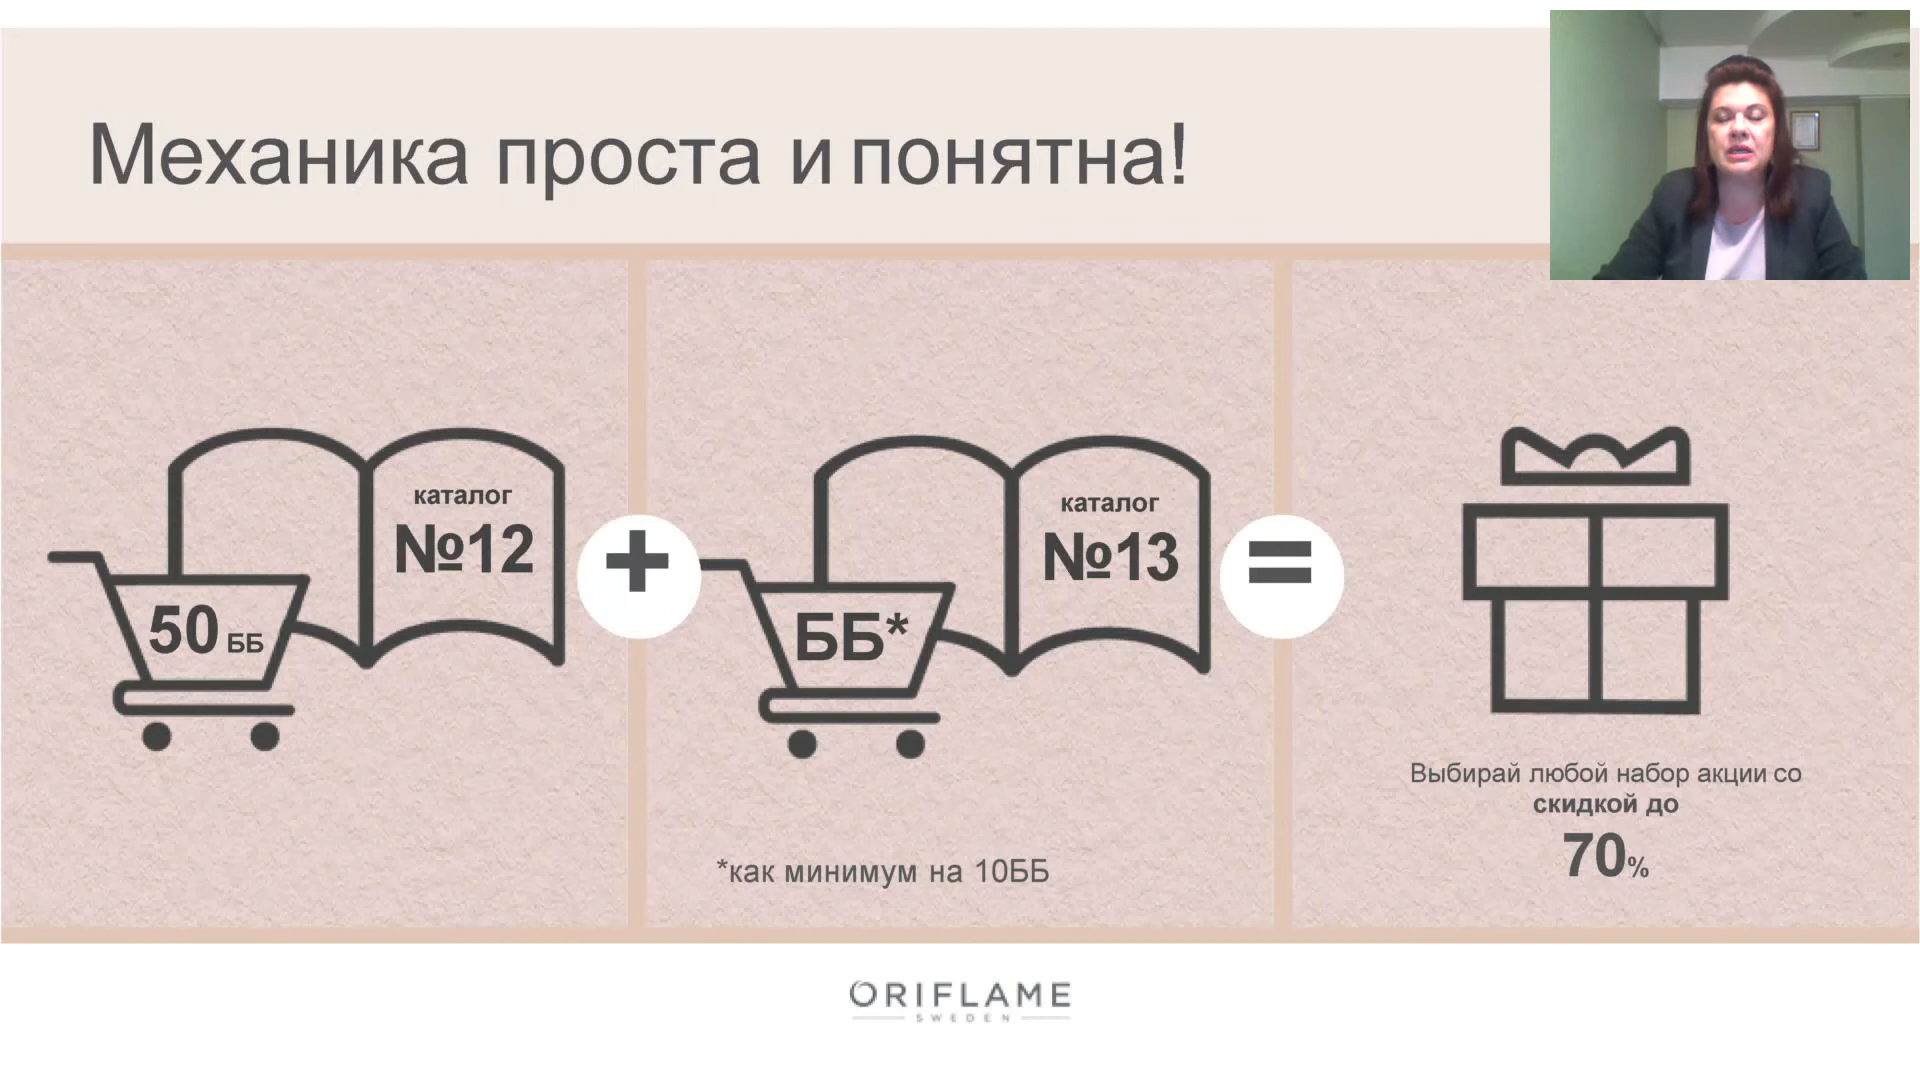 Механика проста и понятна!
каталог
№12
50 ББ
+
каталог
№13
ББ*
=
*как минимум на 10ББ
Выбирай любой набор акции со
скидкой до
70%
ORIFLAME
SWEDEN